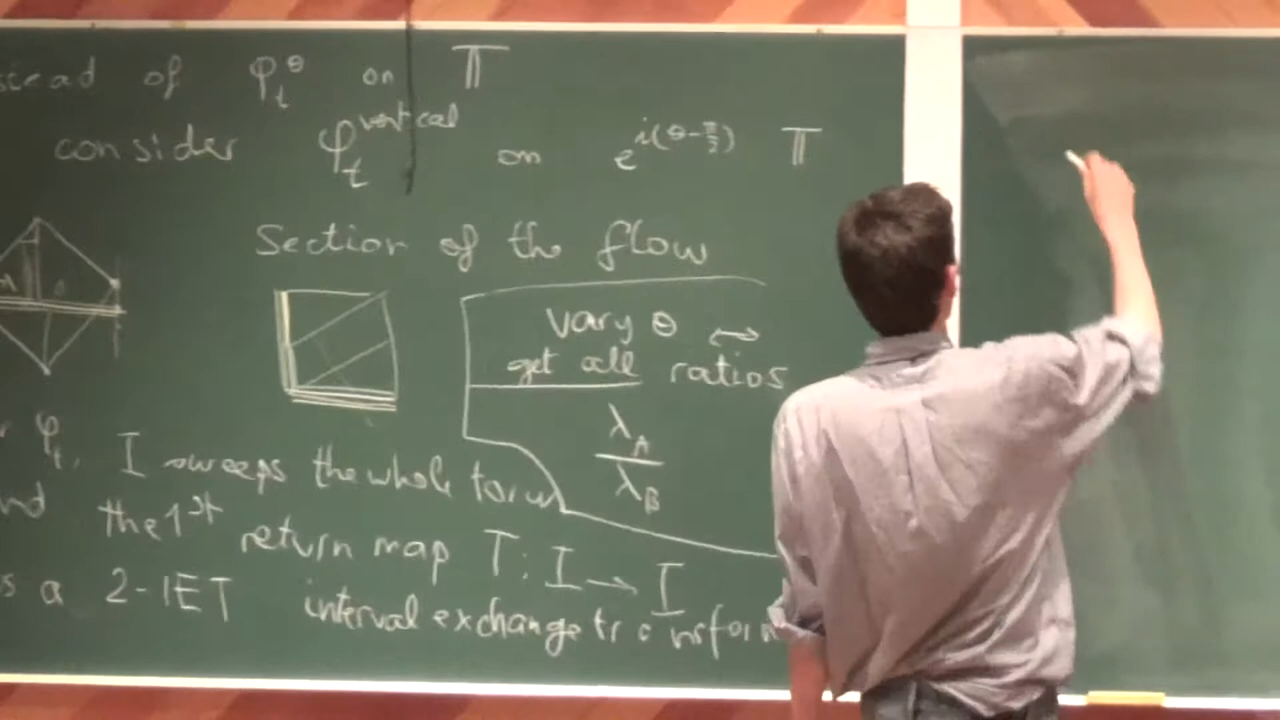 of φ_t^θ on 𝕋
consider φ_t^vertical on e^{i(θ-π/2)} 𝕋
Section of the flow
vary θ ↔
get all ratios
λ_A
λ_B
φ_t, I sweeps the whole torus
the 1st return map T: I → I
a 2-IET interval exchange transform